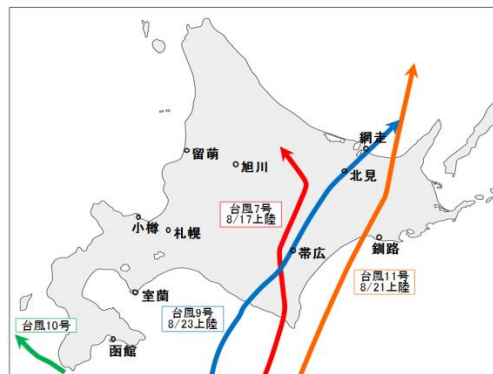 網走
留萌
旭川
北見
台風7号
8/17上陸
小樽
札幌
帯広
釧路
台風11号
8/21上陸
室蘭
台風9号
8/23上陸
台風10号
函館